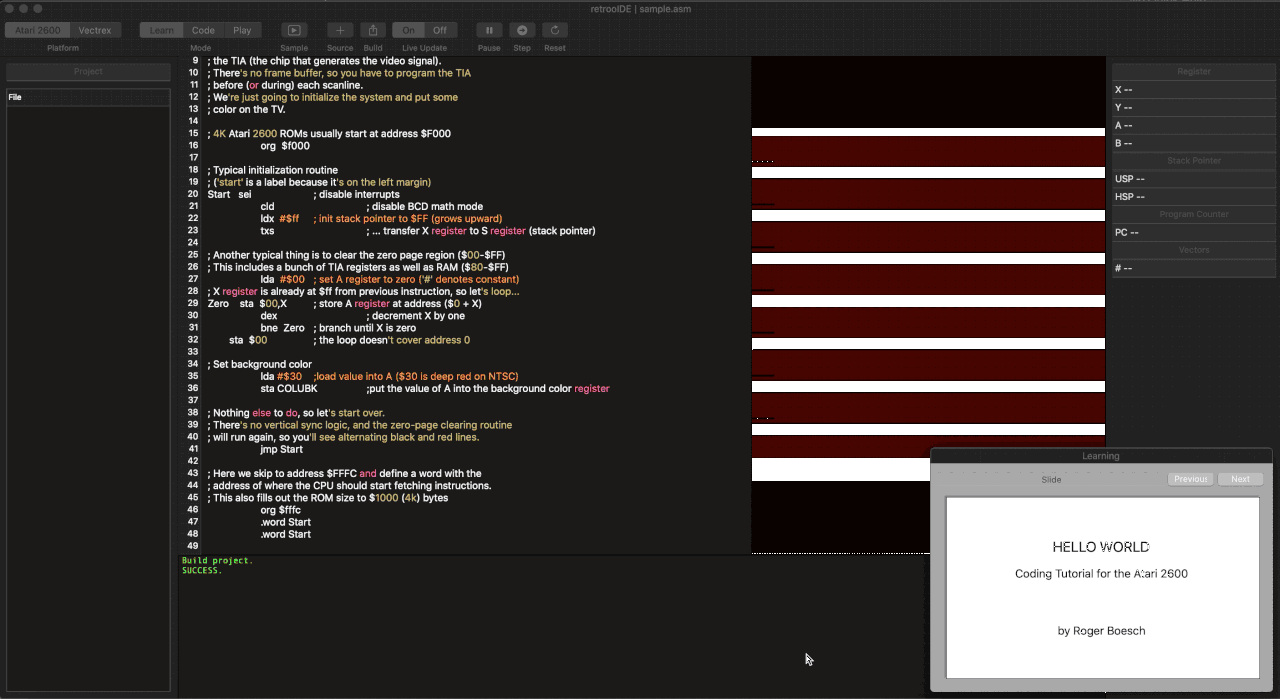 retrooIDE | sample.asm
Atari 2600 Vectrex Learn Code Play On Off
Platform Mode Sample Source Build Live Update Pause Step Reset
Project
File
9 ; the TIA (the chip that generates the video signal).
10 ; There's no frame buffer, so you have to program the TIA
11 ; before (or during) each scanline.
12 ; We're just going to initialize the system and put some
13 ; color on the TV.
14
15 ; 4K Atari 2600 ROMs usually start at address $F000
16 org $f000
17
18 ; Typical initialization routine
19 ; ('start' is a label because it's on the left margin)
20 Start sei ; disable interrupts
21 cld ; disable BCD math mode
22 ldx #$ff ; init stack pointer to $FF (grows upward)
23 txs ; ... transfer X register to S register (stack pointer)
24
25 ; Another typical thing is to clear the zero page region ($00-$FF)
26 ; This includes a bunch of TIA registers as well as RAM ($80-$FF)
27 lda #$00 ; set A register to zero ('#' denotes constant)
28 ; X register is already at $ff from previous instruction, so let's loop...
29 Zero sta $00,X ; store A register at address ($0 + X)
30 dex ; decrement X by one
31 bne Zero ; branch until X is zero
32 sta $00 ; the loop doesn't cover address 0
33
34 ; Set background color
35 lda #$30 ;load value into A ($30 is deep red on NTSC)
36 sta COLUBK ;put the value of A into the background color register
37
38 ; Nothing else to do, so let's start over.
39 ; There's no vertical sync logic, and the zero-page clearing routine
40 ; will run again, so you'll see alternating black and red lines.
41 jmp Start
42
43 ; Here we skip to address $FFFC and define a word with the
44 ; address of where the CPU should start fetching instructions.
45 ; This also fills out the ROM size to $1000 (4k) bytes
46 org $fffc
47 .word Start
48 .word Start
49
Build project.
SUCCESS.
Register
X --
Y --
A --
B --
Stack Pointer
USP --
HSP --
Program Counter
PC --
Vectors
# --
Learning
Slide Previous Next
HELLO WORLD
Coding Tutorial for the Atari 2600
by Roger Boesch